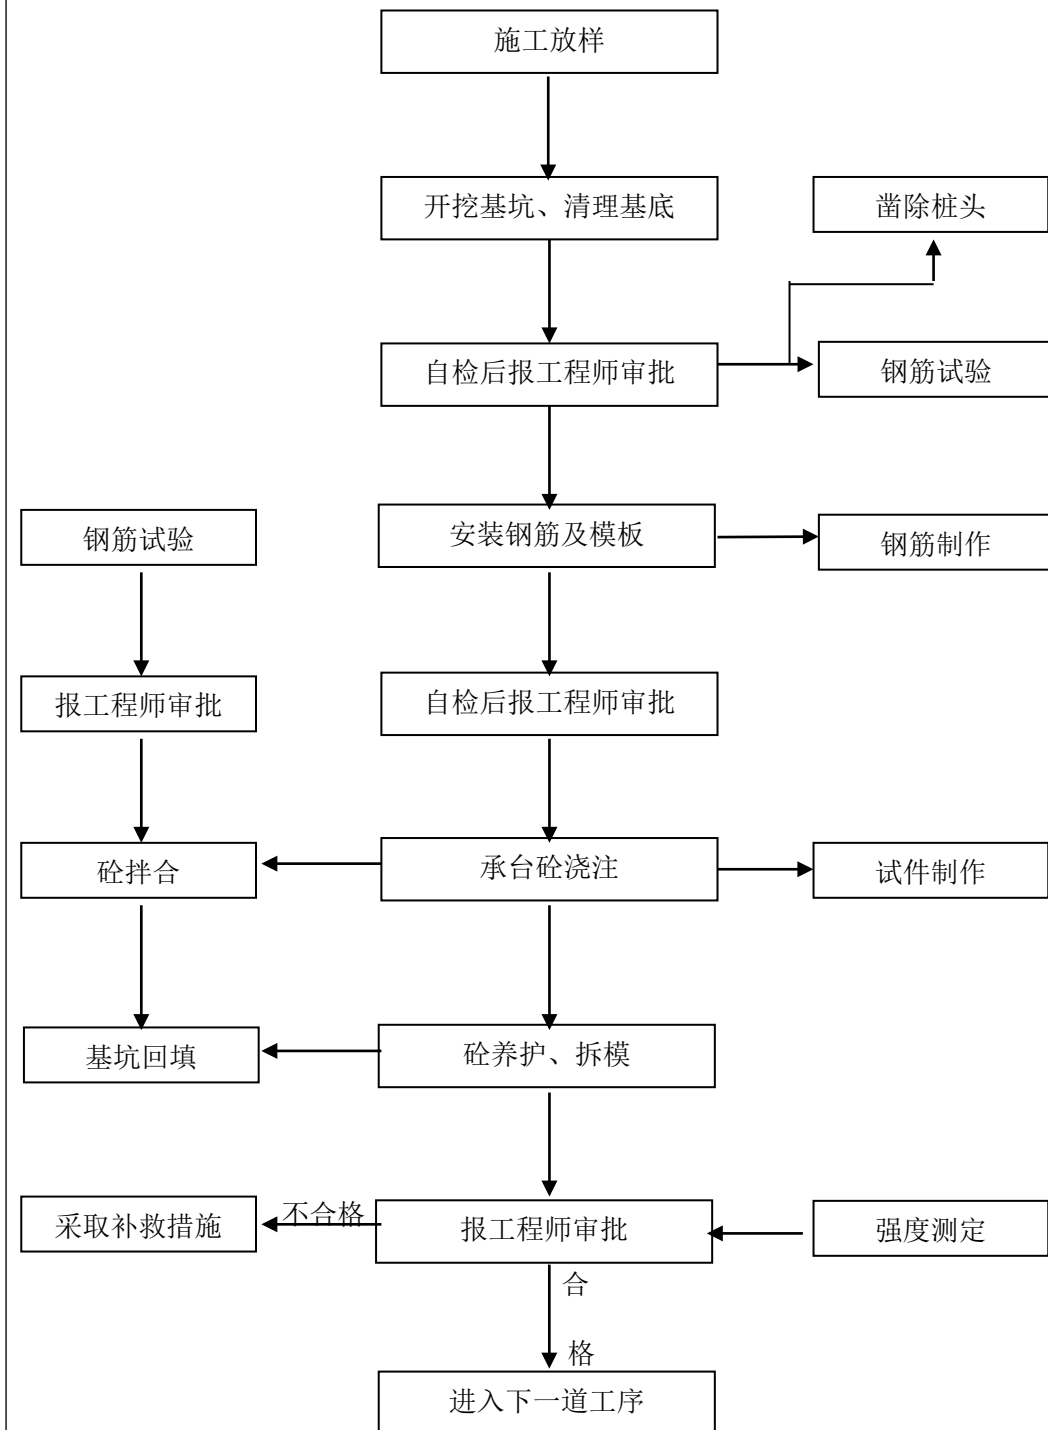 施工放样
开挖基坑、清理基底
凿除桩头
自检后报工程师审批
钢筋试验
钢筋试验
安装钢筋及模板
钢筋制作
报工程师审批
自检后报工程师审批
砼拌合
承台砼浇注
试件制作
基坑回填
砼养护、拆模
采取补救措施
不合格
报工程师审批
强度测定
合
格
进入下一道工序